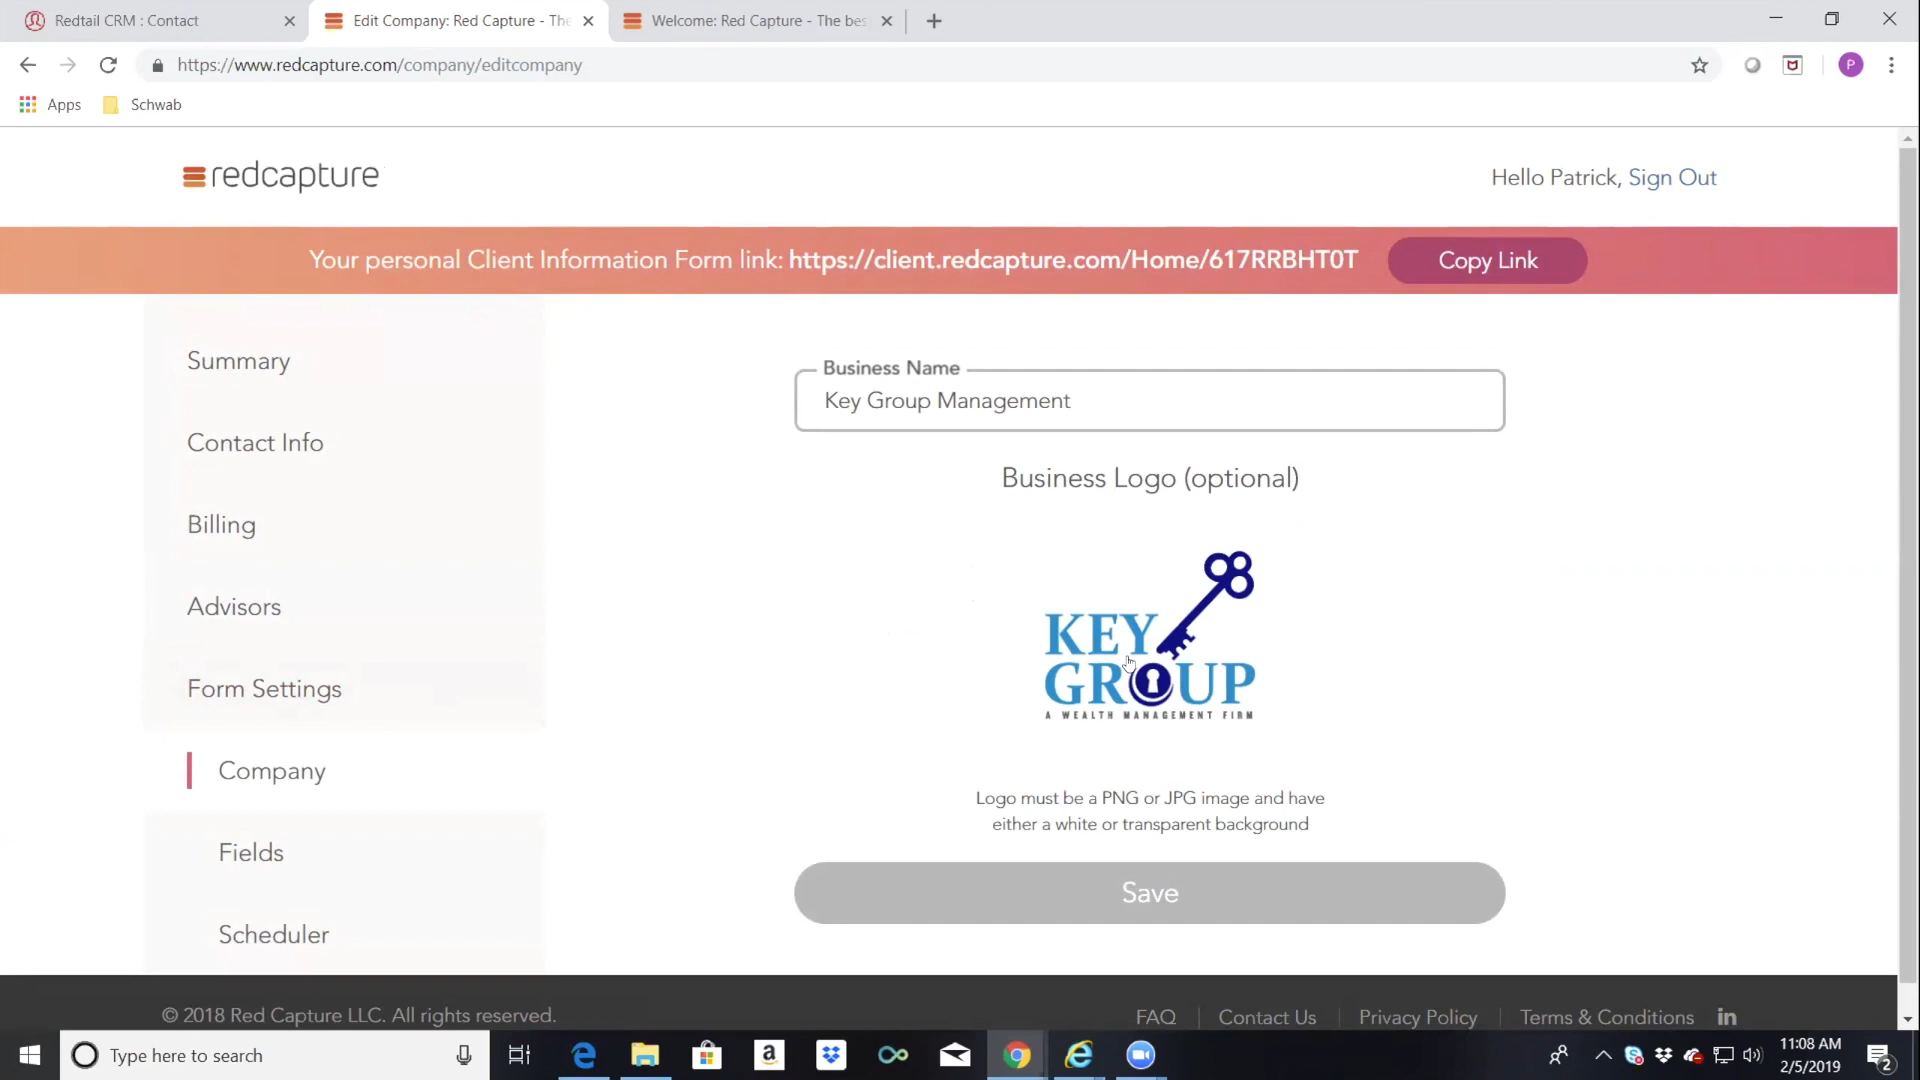 Redtail CRM : Contact
Edit Company: Red Capture - The
Welcome: Red Capture - The bes
https://www.redcapture.com/company/editcompany
P
Apps
Schwab
redcapture
Hello Patrick, Sign Out
Your personal Client Information Form link: https://client.redcapture.com/Home/617RRBHT0T
Copy Link
Summary
Contact Info
Billing
Advisors
Form Settings
Company
Fields
Scheduler
Business Name
Key Group Management
Business Logo (optional)
KEY
GROUP
A WEALTH MANAGEMENT FIRM
Logo must be a PNG or JPG image and have
either a white or transparent background
Save
© 2018 Red Capture LLC. All rights reserved.
FAQ
Contact Us
Privacy Policy
Terms & Conditions
in
Type here to search
11:08 AM
2/5/2019
2